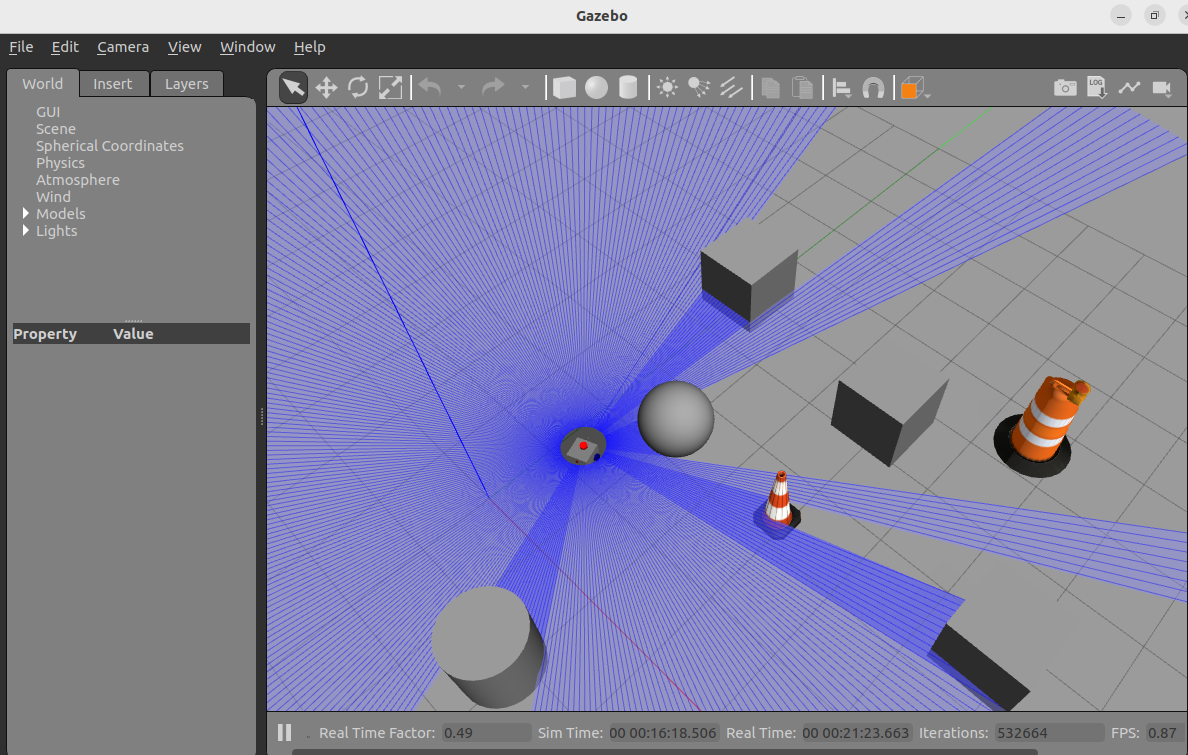 Gazebo
File Edit Camera View Window Help
World Insert Layers
LOG
GUI
Scene
Spherical Coordinates
Physics
Atmosphere
Wind
Models
Lights
Property Value
Real Time Factor: 0.49 Sim Time: 00 00:16:18.506 Real Time: 00 00:21:23.663 Iterations: 532664 FPS: 0.87